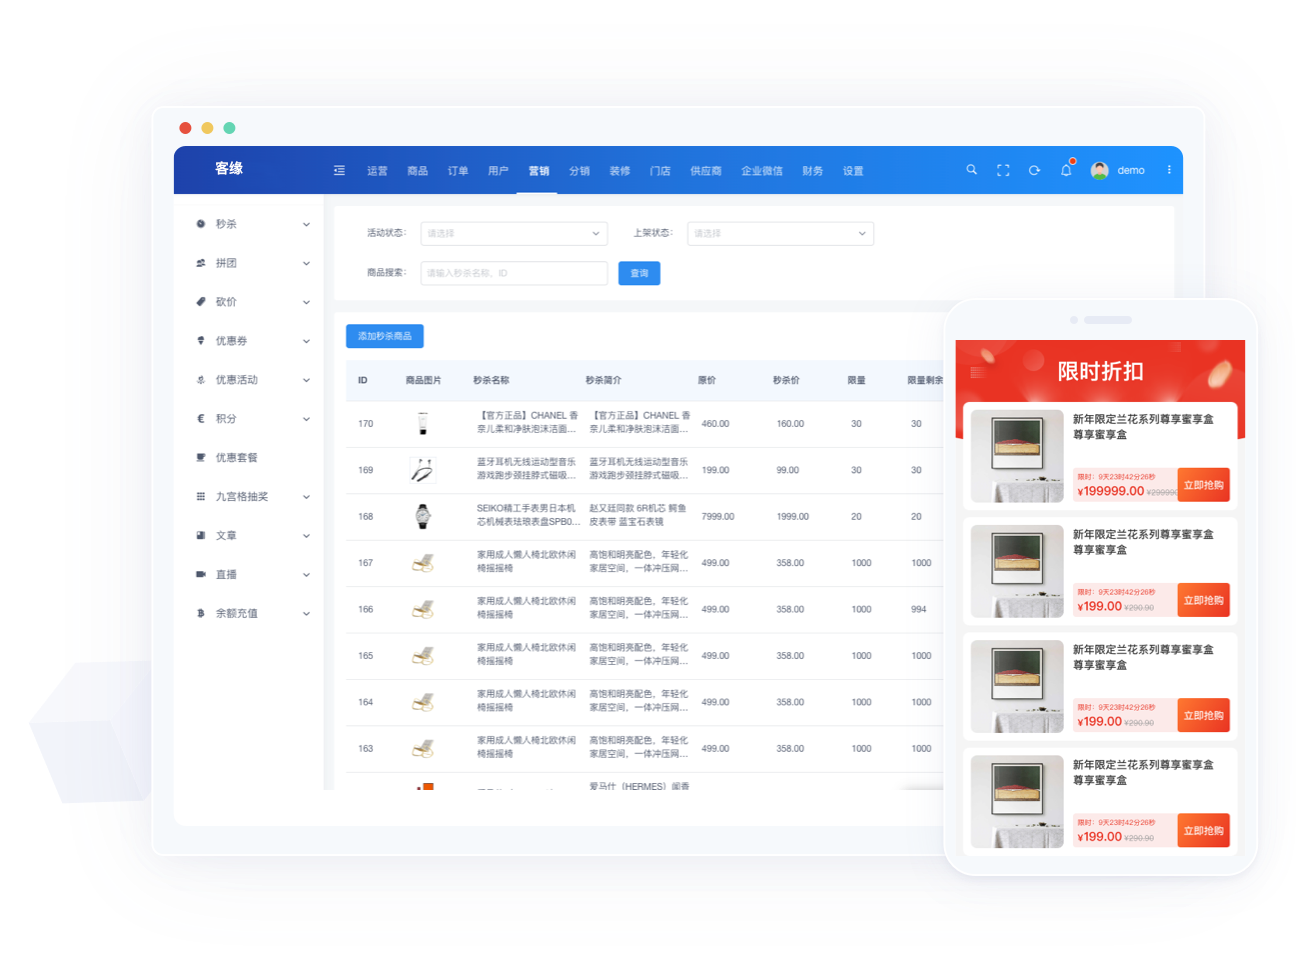 客缘
运营 商品 订单 用户 营销 分销 装修 门店 供应商 企业微信 财务 设置
demo
秒杀
拼团
砍价
优惠券
优惠活动
积分
优惠套餐
九宫格抽奖
文章
直播
余额充值
活动状态： 请选择 上架状态： 请选择
商品搜索： 请输入秒杀名称、ID 查询
添加秒杀商品
ID 商品图片 秒杀名称 秒杀简介 原价 秒杀价 限量 限量剩余
170 【官方正品】CHANEL 香奈儿柔和净肤泡沫洁面... 【官方正品】CHANEL 香奈儿柔和净肤泡沫洁面... 460.00 160.00 30 30
169 蓝牙耳机无线运动型音乐游戏跑步颈挂脖式磁吸... 蓝牙耳机无线运动型音乐游戏跑步颈挂脖式磁吸... 199.00 99.00 30 30
168 SEIKO精工手表男日本机芯机械表珐琅表盘SPB0... 赵又廷同款 6R机芯 鳄鱼皮表带 蓝宝石表镜 7999.00 1999.00 20 20
167 家用成人懒人椅北欧休闲椅摇摇椅 高饱和明亮配色，年轻化家居空间，一体冲压网... 499.00 358.00 1000 1000
166 家用成人懒人椅北欧休闲椅摇摇椅 高饱和明亮配色，年轻化家居空间，一体冲压网... 499.00 358.00 1000 994
165 家用成人懒人椅北欧休闲椅摇摇椅 高饱和明亮配色，年轻化家居空间，一体冲压网... 499.00 358.00 1000 1000
164 家用成人懒人椅北欧休闲椅摇摇椅 高饱和明亮配色，年轻化家居空间，一体冲压网... 499.00 358.00 1000 1000
163 家用成人懒人椅北欧休闲椅摇摇椅 高饱和明亮配色，年轻化家居空间，一体冲压网... 499.00 358.00 1000 1000
爱马仕（HERMES）闻香
限时折扣
新年限定兰花系列尊享蜜享盒
尊享蜜享盒
限时：9天23时42分26秒
¥199999.00 ¥299990 立即抢购
新年限定兰花系列尊享蜜享盒
尊享蜜享盒
限时：9天23时42分26秒
¥199.00 ¥290.90 立即抢购
新年限定兰花系列尊享蜜享盒
尊享蜜享盒
限时：9天23时42分26秒
¥199.00 ¥290.90 立即抢购
新年限定兰花系列尊享蜜享盒
尊享蜜享盒
限时：9天23时42分26秒
¥199.00 ¥290.90 立即抢购